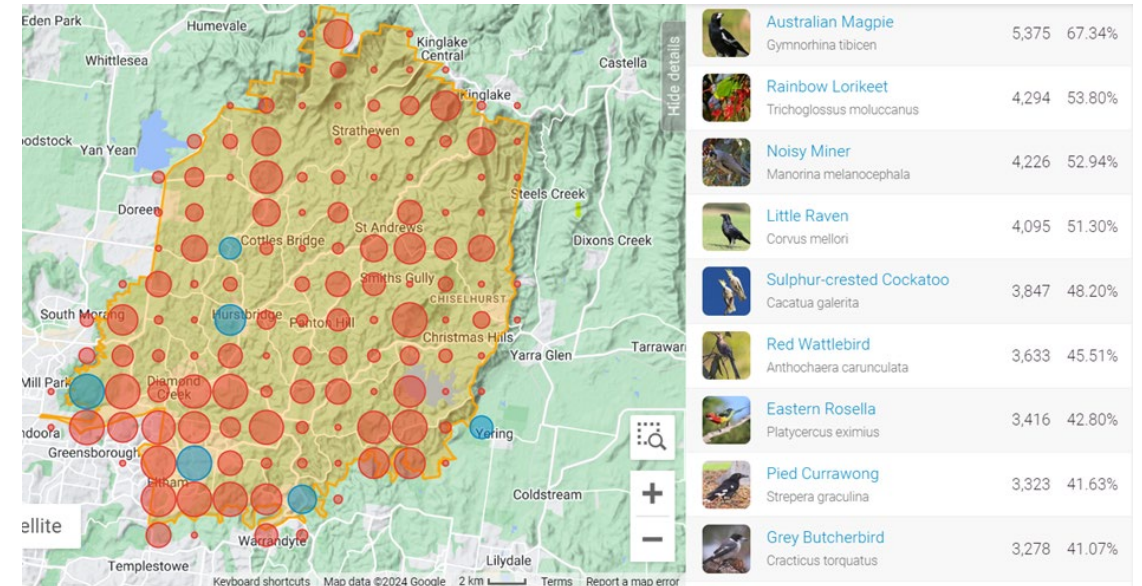 Eden Park
Humevale
Whittlesea
Kinglake
Central
Castella
Kinglake
Hide details
Strathewen
oodstock
Yan Yean
Steels Creek
Doreen
St Andrews
Cottles Bridge
Dixons Creek
Smiths Gully
CHISELHURST
South Morang
Hurstbridge
Panton Hill
Christmas Hills
Yarra Glen
Tarrawar
Mill Park
Diamond
Creek
ndoora
Yering
Greensborough
Eltham
Coldstream
ellite
Warrandyte
Templestowe
Lilydale
Keyboard shortcuts Map data ©2024 Google 2 km Terms Report a map error
Australian Magpie
Gymnorhina tibicen
5,375 67.34%
Rainbow Lorikeet
Trichoglossus moluccanus
4,294 53.80%
Noisy Miner
Manorina melanocephala
4,226 52.94%
Little Raven
Corvus mellori
4,095 51.30%
Sulphur-crested Cockatoo
Cacatua galerita
3,847 48.20%
Red Wattlebird
Anthochaera carunculata
3,633 45.51%
Eastern Rosella
Platycercus eximius
3,416 42.80%
Pied Currawong
Strepera graculina
3,323 41.63%
Grey Butcherbird
Cracticus torquatus
3,278 41.07%